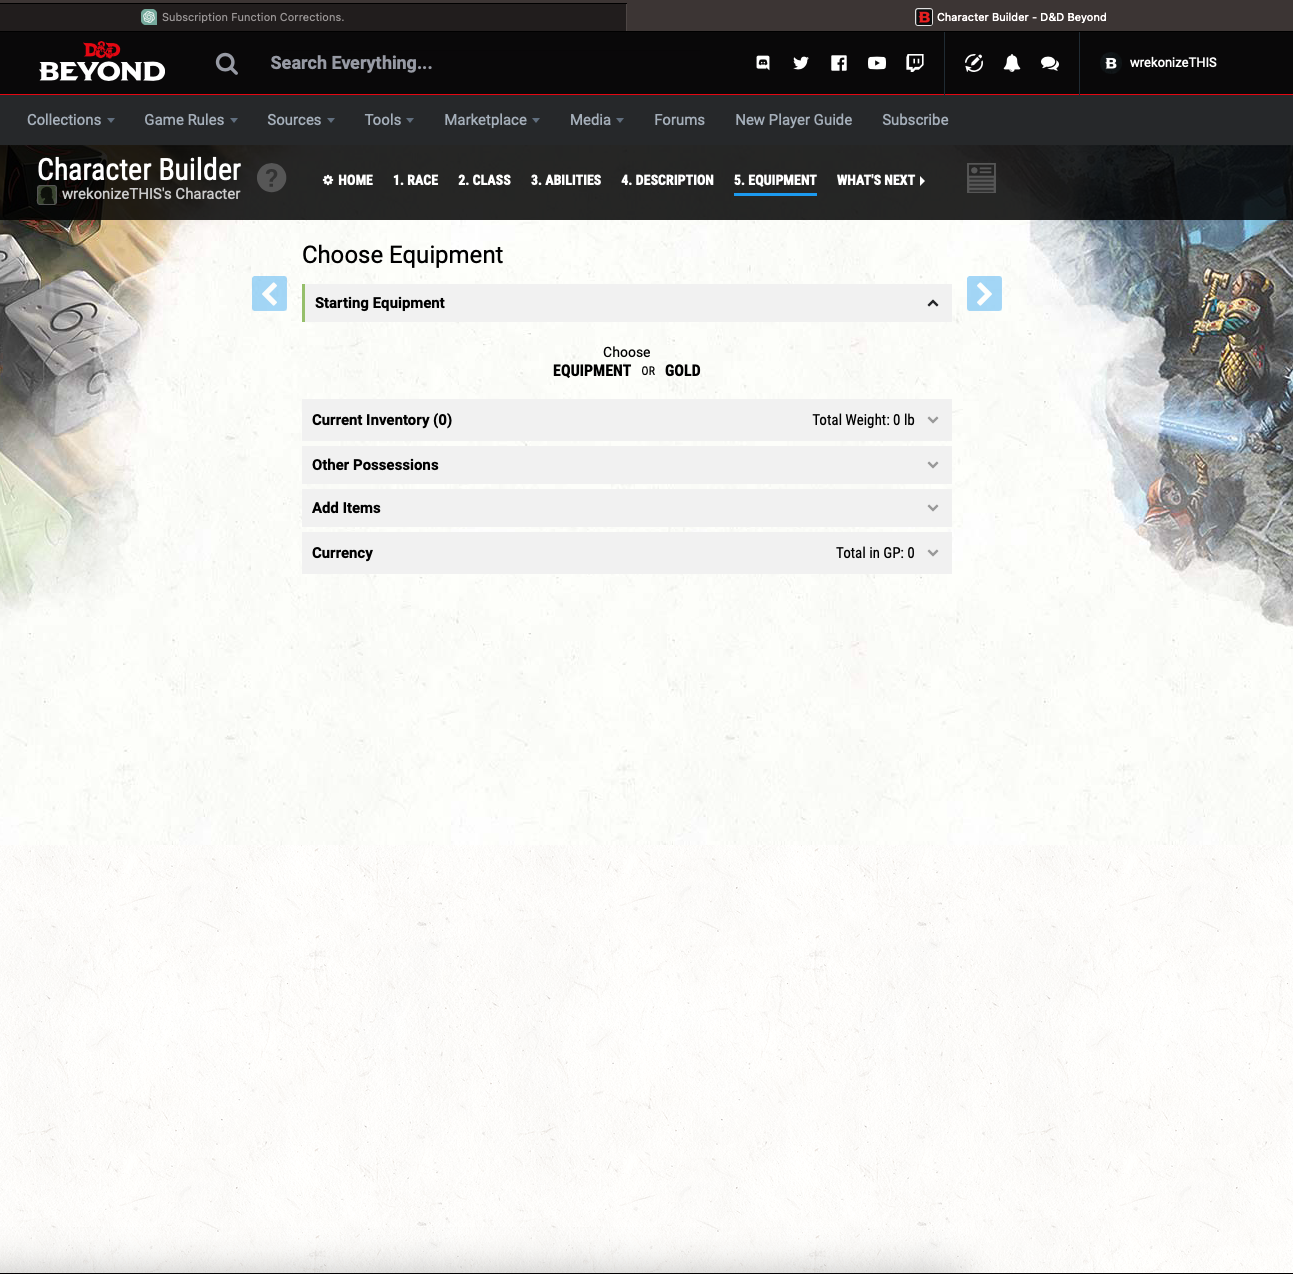 Subscription Function Corrections.
Character Builder - D&D Beyond
D&D
BEYOND
Search Everything...
wrekonizeTHIS
Collections Game Rules Sources Tools Marketplace Media Forums New Player Guide Subscribe
Character Builder
wrekonizeTHIS's Character
HOME 1. RACE 2. CLASS 3. ABILITIES 4. DESCRIPTION 5. EQUIPMENT WHAT'S NEXT
Choose Equipment
Starting Equipment
Choose
EQUIPMENT OR GOLD
Current Inventory (0) Total Weight: 0 lb
Other Possessions
Add Items
Currency Total in GP: 0